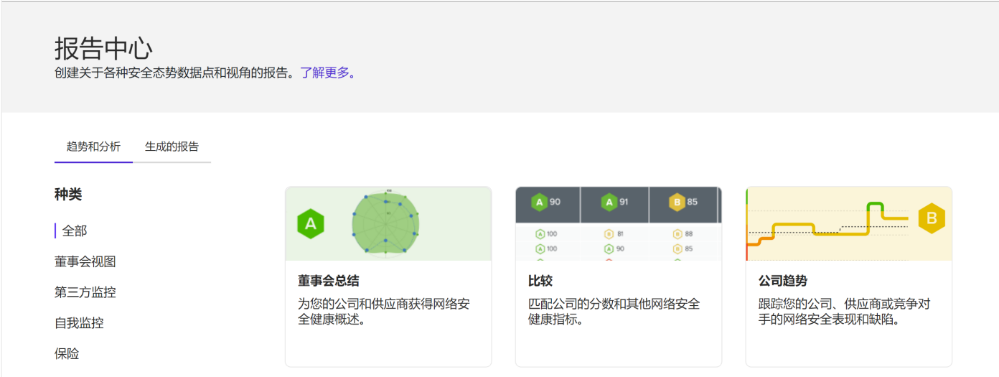 报告中心
创建关于各种安全态势数据点和视角的报告。了解更多。
趋势和分析 生成的报告
种类
全部
董事会视图
第三方监控
自我监控
保险
A
董事会总结
为您的公司和供应商获得网络安
全健康概述。
A 90 A 91 B 85
A 100 B 81 B 88
A 100 A 90 B 85
比较
匹配公司的分数和其他网络安全
健康指标。
B
公司趋势
跟踪您的公司、供应商或竞争对
手的网络安全表现和缺陷。